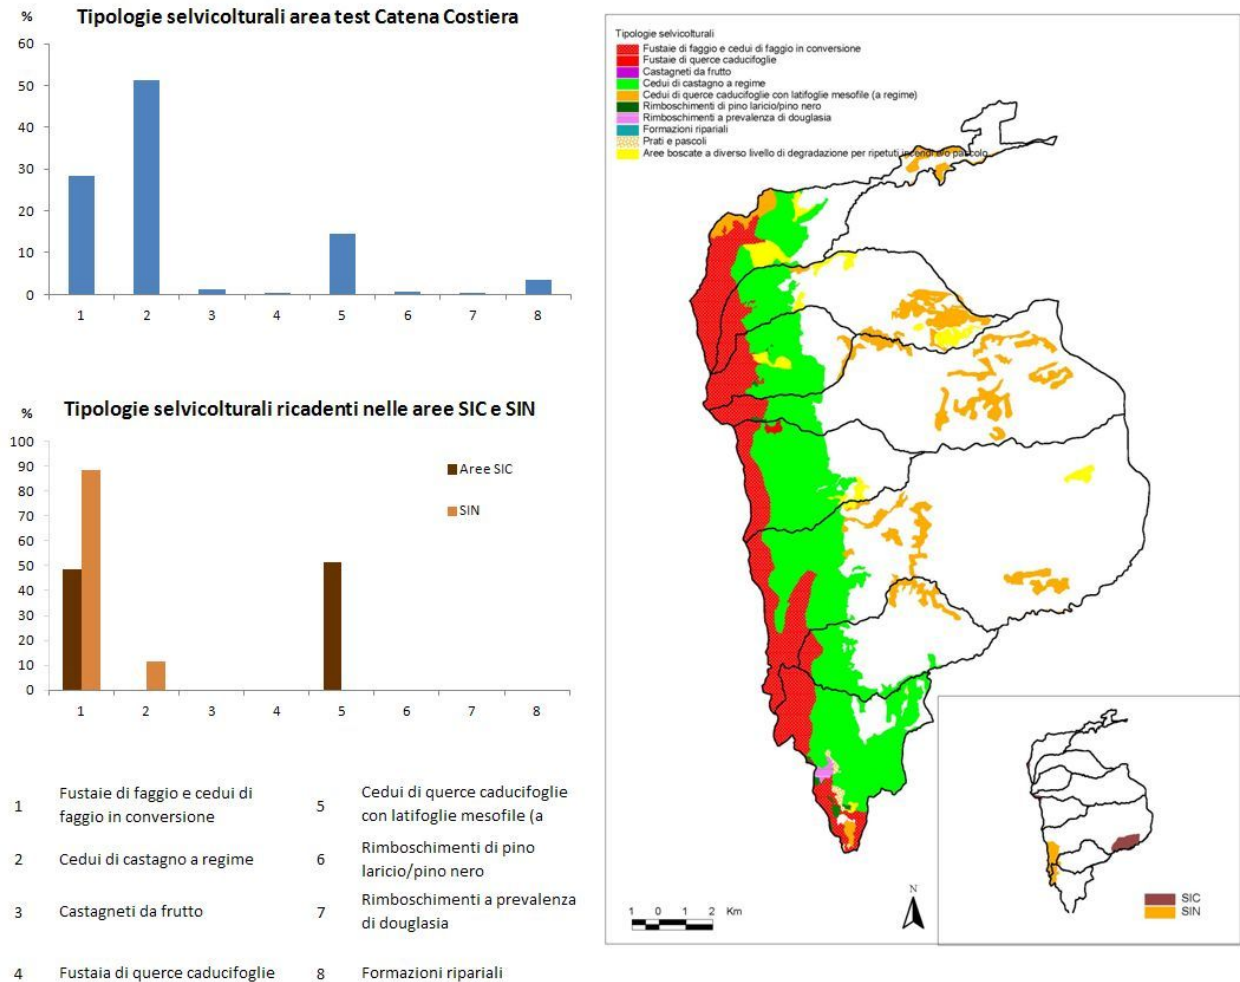 % Tipologie selvicolturali area test Catena Costiera
60
50
40
30
20
10
0
1 2 3 4 5 6 7 8
% Tipologie selvicolturali ricadenti nelle aree SIC e SIN
100
90
80
70
60
50
40
30
20
10
0
Aree SIC
SIN
1 2 3 4 5 6 7 8
1 Fustaie di faggio e cedui di
faggio in conversione
5 Cedui di querce caducifoglie
con latifoglie mesofile (a
2 Cedui di castagno a regime
6 Rimboschimenti di pino
laricio/pino nero
3 Castagneti da frutto
7 Rimboschimenti a prevalenza
di douglasia
4 Fustaia di querce caducifoglie
8 Formazioni ripariali
Tipologie selvicolturali
Fustaie di faggio e cedui di faggio in conversione
Fustaie di querce caducifoglie
Castagneti da frutto
Cedui di castagno a regime
Cedui di querce caducifoglie con latifoglie mesofile (a regime)
Rimboschimenti di pino laricio/pino nero
Rimboschimenti a prevalenza di douglasia
Formazioni ripariali
Prati e pascoli
Aree boscate a diverso livello di degradazione per ripetuti incendi e/o pascolo
1 0 1 2 Km
N
SIC
SIN